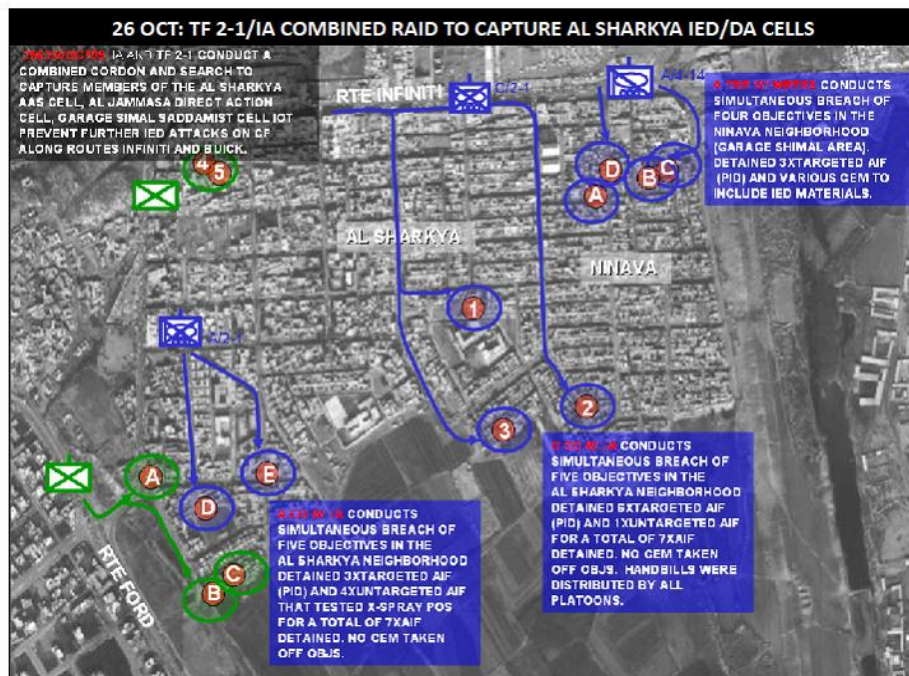 26 OCT: TF 2-1/IA COMBINED RAID TO CAPTURE AL SHARKYA IED/DA CELLS
IA AND TF 2-1 CONDUCT A
COMBINED CORDON AND SEARCH TO
CAPTURE MEMBERS OF THE AL SHARKYA
AAS CELL, AL JAMMASA DIRECT ACTION
CELL, GARAGE SIMAL SADDAMIST CELL IOT
PREVENT FURTHER IED ATTACKS ON CF
ALONG ROUTES INFINITI AND BUICK.
RTE INFINITI
C/2-1
A/4-14
CONDUCTS
SIMULTANEOUS BREACH OF
FOUR OBJECTIVES IN THE
NINAVA NEIGHBORHOOD
(GARAGE SHIMAL AREA).
DETAINED 3XTARGETED AIF
(PID) AND VARIOUS CEM TO
INCLUDE IED MATERIALS.
4
5
D
A
B
C
AL SHARKYA
NINAVA
1
A/2-1
2
3
A
E
D
C
B
RTE FORD
CONDUCTS
SIMULTANEOUS BREACH OF
FIVE OBJECTIVES IN THE
AL SHARKYA NEIGHBORHOOD
DETAINED 3XTARGETED AIF
(PID) AND 4XUNTARGETED AIF
THAT TESTED X-SPRAY POS
FOR A TOTAL OF 7XAIF
DETAINED. NO CEM TAKEN
OFF OBJS.
CONDUCTS
SIMULTANEOUS BREACH OF
FIVE OBJECTIVES IN THE
AL SHARKYA NEIGHBORHOOD
DETAINED 6XTARGETED AIF
(PID) AND 1XUNTARGETED AIF
FOR A TOTAL OF 7XAIF
DETAINED. NO CEM TAKEN
OFF OBJS. HANDBILLS WERE
DISTRIBUTED BY ALL
PLATOONS.